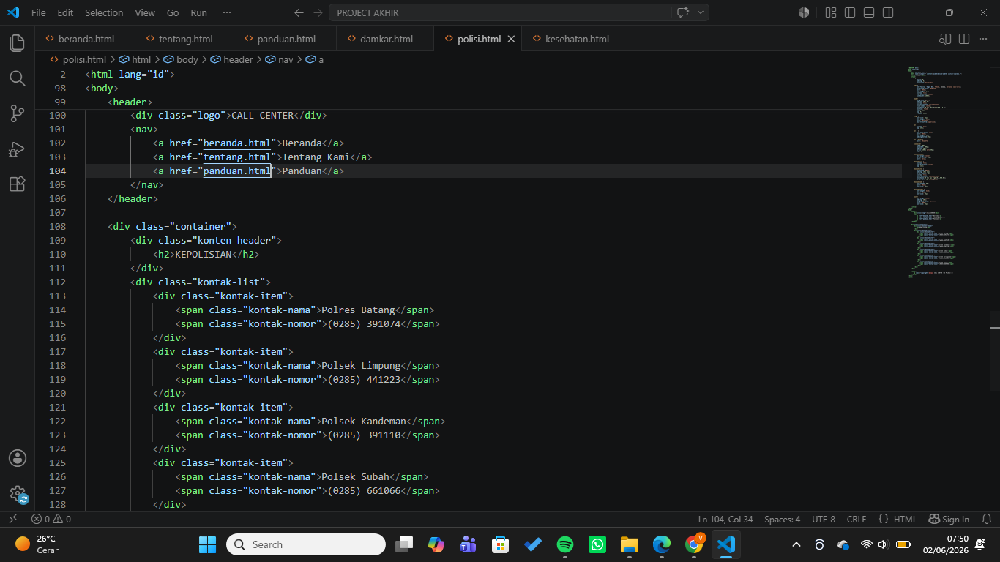 File Edit Selection View Go Run ···
PROJECT AKHIR
beranda.html
tentang.html
panduan.html
damkar.html
polisi.html
kesehatan.html
polisi.html > html > body > header > nav > a
2 <html lang="id">
98 <body>
99 <header>
100 <div class="logo">CALL CENTER</div>
101 <nav>
102 <a href="beranda.html">Beranda</a>
103 <a href="tentang.html">Tentang Kami</a>
104 <a href="panduan.html">Panduan</a>
105 </nav>
106 </header>
107
108 <div class="container">
109 <div class="konten-header">
110 <h2>KEPOLISIAN</h2>
111 </div>
112 <div class="kontak-list">
113 <div class="kontak-item">
114 <span class="kontak-nama">Polres Batang</span>
115 <span class="kontak-nomor">(0285) 391074</span>
116 </div>
117 <div class="kontak-item">
118 <span class="kontak-nama">Polsek Limpung</span>
119 <span class="kontak-nomor">(0285) 441223</span>
120 </div>
121 <div class="kontak-item">
122 <span class="kontak-nama">Polsek Kandeman</span>
123 <span class="kontak-nomor">(0285) 391110</span>
124 </div>
125 <div class="kontak-item">
126 <span class="kontak-nama">Polsek Subah</span>
127 <span class="kontak-nomor">(0285) 661066</span>
128 </div>
0 0
Ln 104, Col 34 Spaces: 4 UTF-8 CRLF { } HTML Sign In
26°C
Cerah
Search
V
07:50
02/06/2026